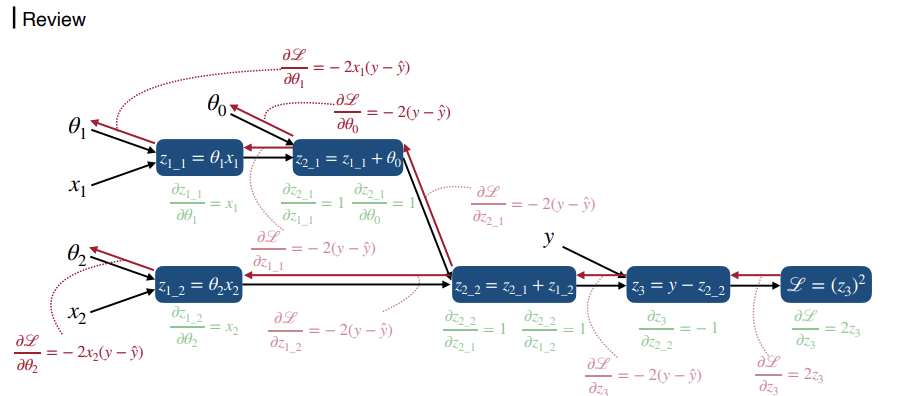 Review
∂ℒ/∂θ₁ = − 2x₁(y − ŷ)
θ₀
∂ℒ/∂θ₀ = − 2(y − ŷ)
θ₁
z₁_₁ = θ₁x₁
z₂_₁ = z₁_₁ + θ₀
x₁
∂z₁_₁/∂θ₁ = x₁
∂z₂_₁/∂z₁_₁ = 1
∂z₂_₁/∂θ₀ = 1
∂ℒ/∂z₂_₁ = − 2(y − ŷ)
∂ℒ/∂z₁_₁ = − 2(y − ŷ)
y
θ₂
z₁_₂ = θ₂x₂
z₂_₂ = z₂_₁ + z₁_₂
z₃ = y − z₂_₂
ℒ = (z₃)²
x₂
∂z₁_₂/∂θ₂ = x₂
∂ℒ/∂z₁_₂ = − 2(y − ŷ)
∂z₂_₂/∂z₂_₁ = 1
∂z₂_₂/∂z₁_₂ = 1
∂z₃/∂z₂_₂ = − 1
∂ℒ/∂z₃ = 2z₃
∂ℒ/∂θ₂ = − 2x₂(y − ŷ)
∂ℒ/∂z₃ = − 2(y − ŷ)
∂ℒ/∂z₃ = 2z₃